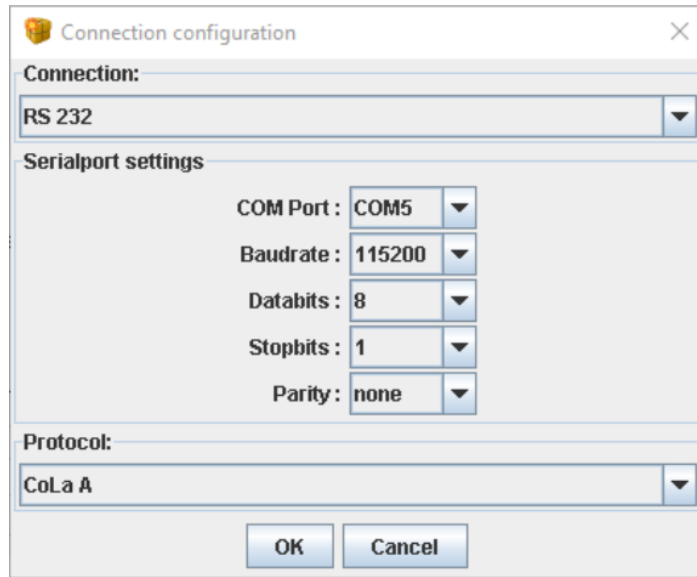 Connection configuration
Connection:
RS 232
Serialport settings
COM Port : COM5
Baudrate : 115200
Databits : 8
Stopbits : 1
Parity : none
Protocol:
CoLa A
OK Cancel